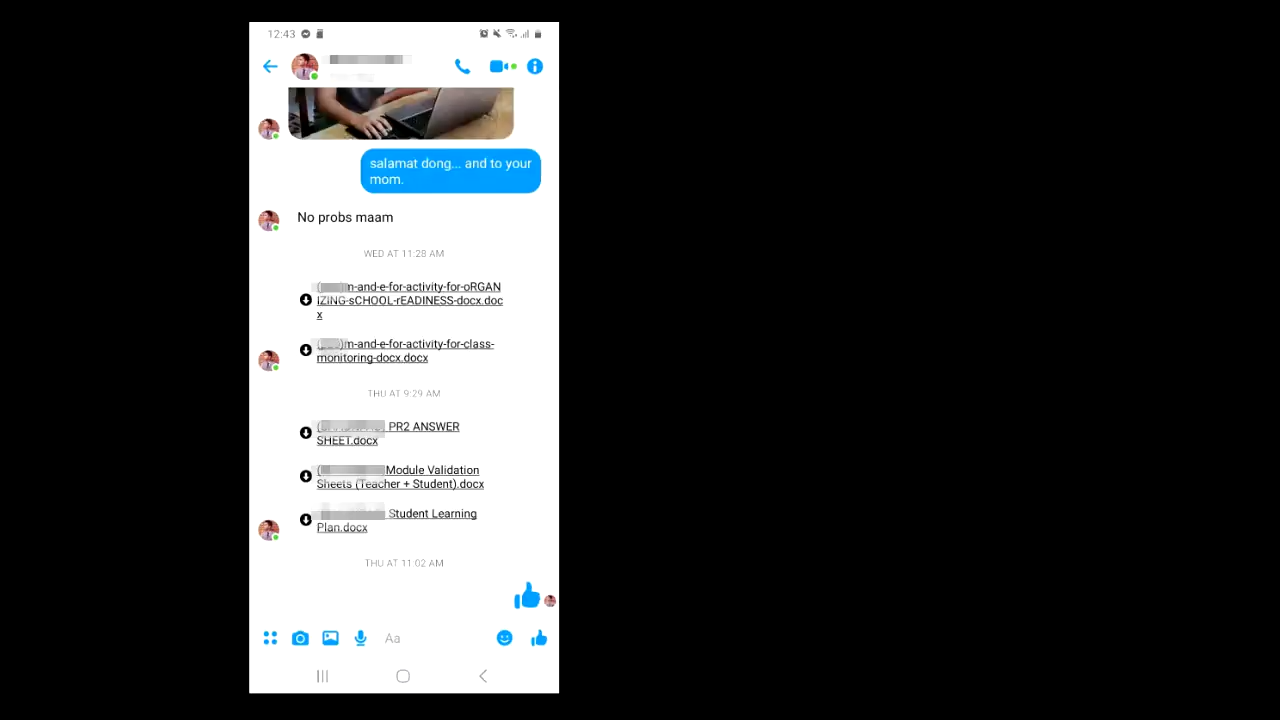 12:43
salamat dong... and to your
mom.
No probs maam
WED AT 11:28 AM
m-and-e-for-activity-for-oRGAN
IZING-sCHOOL-rEADINESS-docx.doc
x
m-and-e-for-activity-for-class-
monitoring-docx.docx
THU AT 9:29 AM
PR2 ANSWER
SHEET.docx
Module Validation
Sheets (Teacher + Student).docx
Student Learning
Plan.docx
THU AT 11:02 AM
Aa